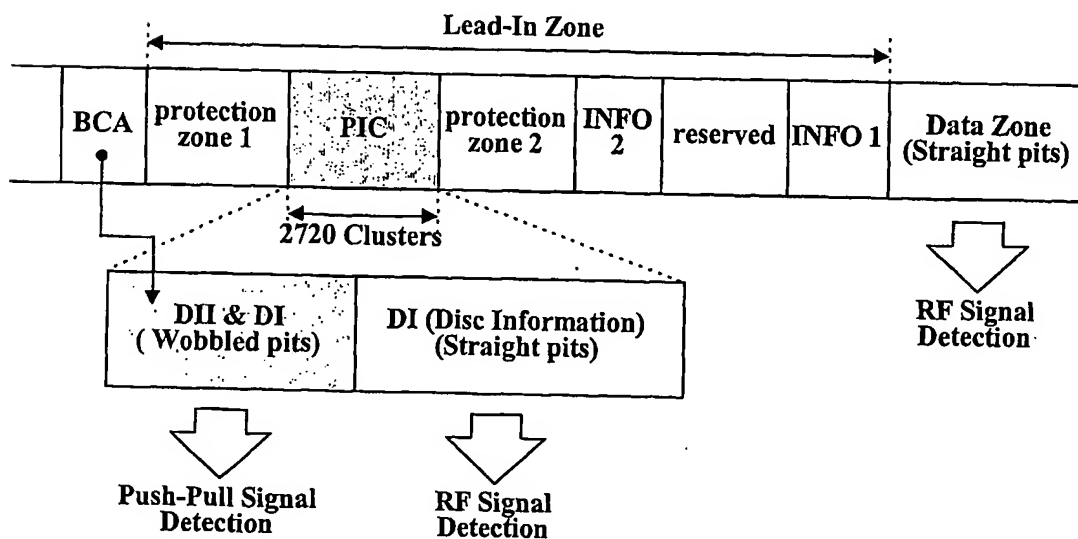 Lead-In Zone
BCA
protection
zone 1
PIC
protection
zone 2
INFO
2
reserved
INFO 1
Data Zone
(Straight pits)
2720 Clusters
DII & DI
( Wobbled pits)
DI (Disc Information)
(Straight pits)
RF Signal
Detection
Push-Pull Signal
Detection
RF Signal
Detection